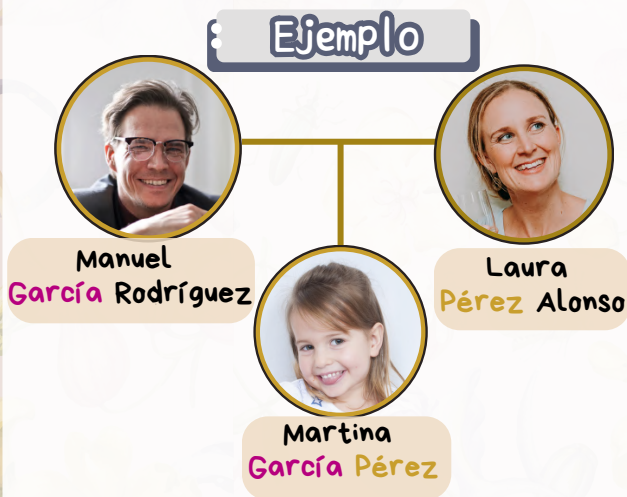 Ejemplo
Manuel
García Rodríguez
Laura
Pérez Alonso
Martina
García Pérez